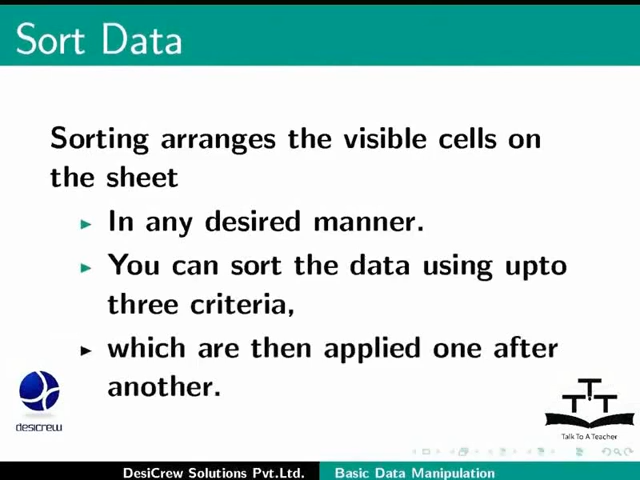 Sort Data
Sorting arranges the visible cells on
the sheet
In any desired manner.
You can sort the data using upto
three criteria,
which are then applied one after
another.
desicrew
TTT
Talk To A Teacher
DesiCrew Solutions Pvt.Ltd.
Basic Data Manipulation